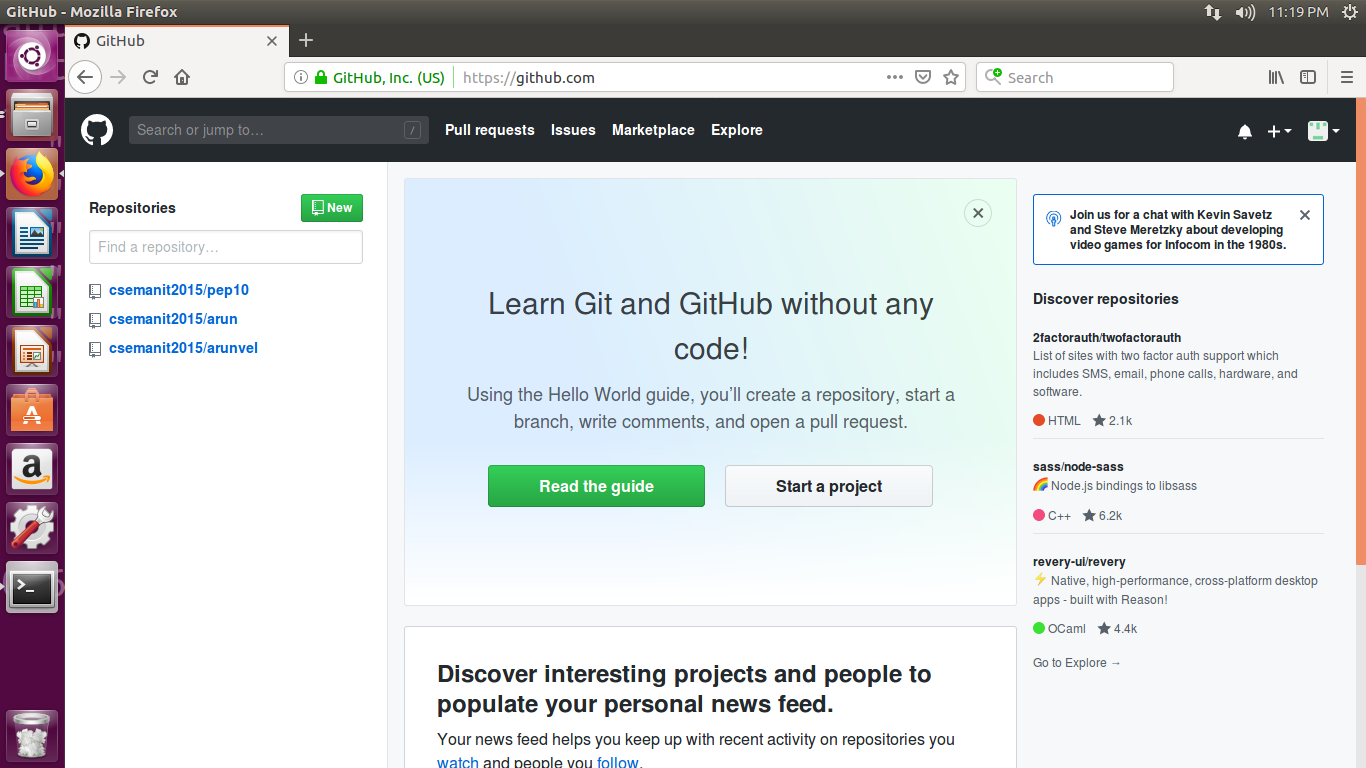 GitHub - Mozilla Firefox
11:19 PM
GitHub
GitHub, Inc. (US)
https://github.com
Search
Search or jump to…
/
Pull requests
Issues
Marketplace
Explore
Repositories
New
Find a repository…
csemanit2015/pep10
csemanit2015/arun
csemanit2015/arunvel
Learn Git and GitHub without any
code!
Using the Hello World guide, you’ll create a repository, start a
branch, write comments, and open a pull request.
Read the guide
Start a project
Discover interesting projects and people to
populate your personal news feed.
Your news feed helps you keep up with recent activity on repositories you
watch and people you follow.
Join us for a chat with Kevin Savetz
and Steve Meretzky about developing
video games for Infocom in the 1980s.
Discover repositories
2factorauth/twofactorauth
List of sites with two factor auth support which
includes SMS, email, phone calls, hardware, and
software.
HTML 2.1k
sass/node-sass
🌈 Node.js bindings to libsass
C++ 6.2k
revery-ui/revery
⚡ Native, high-performance, cross-platform desktop
apps - built with Reason!
OCaml 4.4k
Go to Explore →